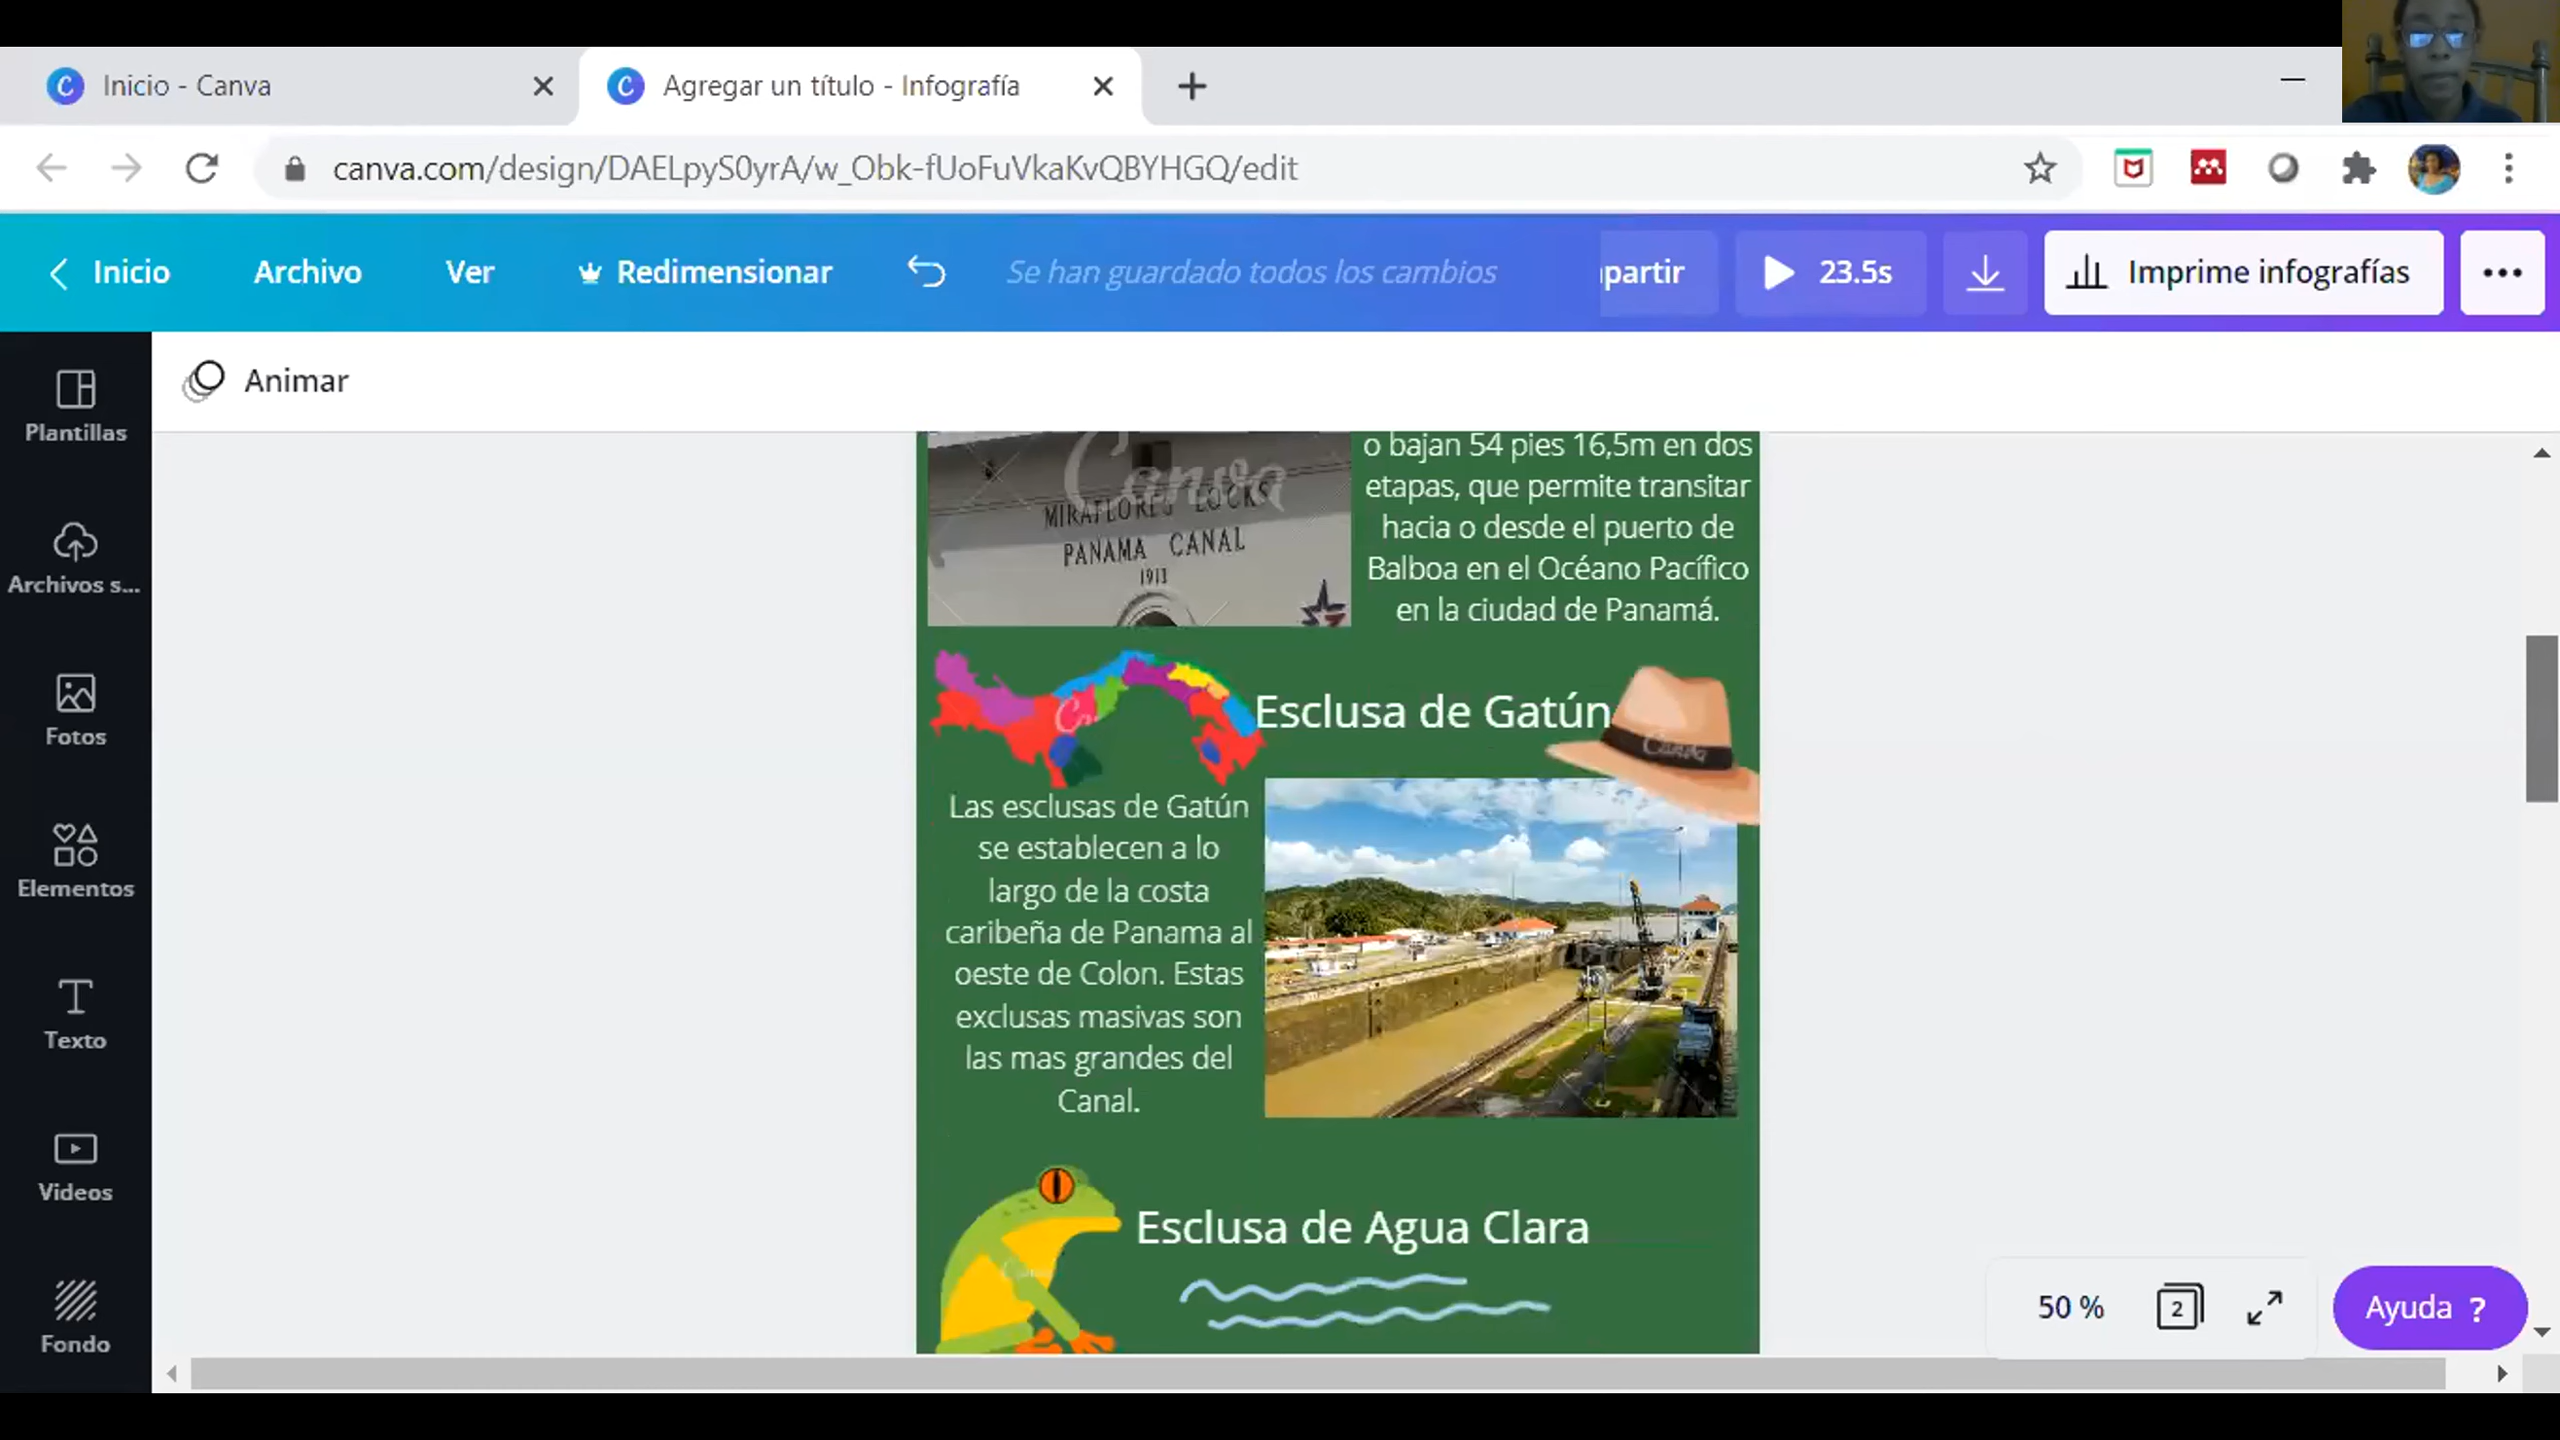 Inicio - Canva
Agregar un título - Infografía
canva.com/design/DAELpyS0yrA/w_Obk-fUoFuVkaKvQBYHGQ/edit
Inicio
Archivo
Ver
Redimensionar
Se han guardado todos los cambios
partir
23.5s
Imprime infografías
Animar
Plantillas
Archivos s...
Fotos
Elementos
Texto
Videos
Fondo
Canva
MIRAFLORES LOCKS
PANAMA CANAL
1913
o bajan 54 pies 16,5m en dos
etapas, que permite transitar
hacia o desde el puerto de
Balboa en el Océano Pacífico
en la ciudad de Panamá.
Esclusa de Gatún
Canva
Las esclusas de Gatún
se establecen a lo
largo de la costa
caribeña de Panama al
oeste de Colon. Estas
exclusas masivas son
las mas grandes del
Canal.
Esclusa de Agua Clara
50 %
2
Ayuda ?